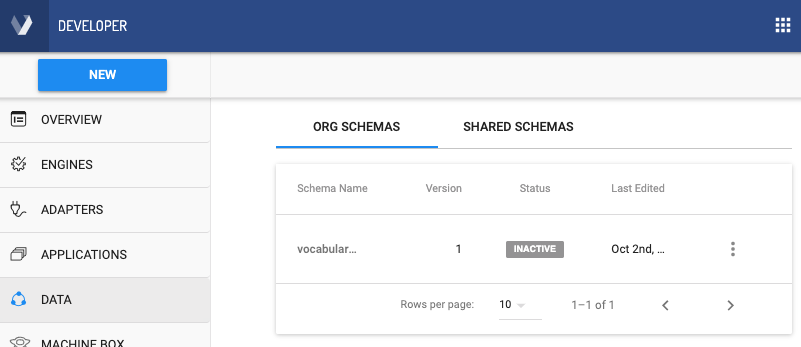 DEVELOPER
NEW
OVERVIEW
ENGINES
ADAPTERS
APPLICATIONS
DATA
MACHINE BOX
ORG SCHEMAS SHARED SCHEMAS
Schema Name Version Status Last Edited
vocabular... 1 INACTIVE Oct 2nd, ...
Rows per page: 10 1–1 of 1